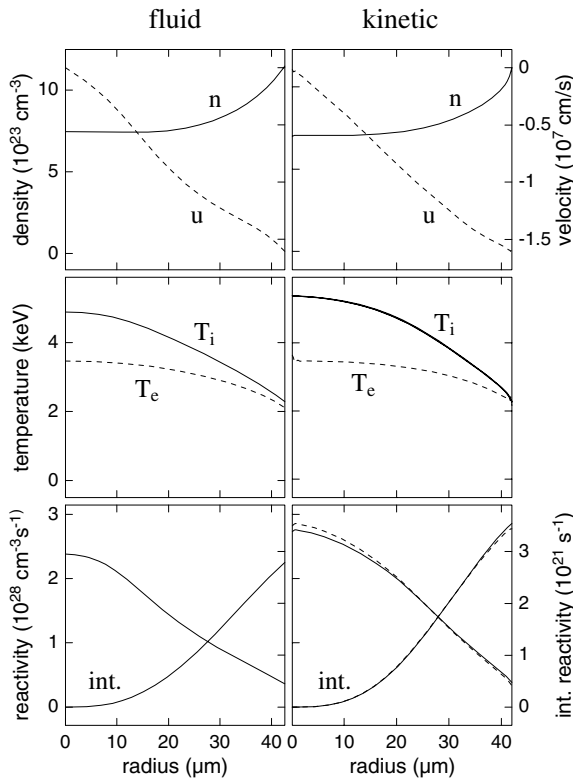 fluid kinetic
density (10²³ cm⁻³)
10
5
0
n
u
n
u
0
-0.5
-1
-1.5
velocity (10⁷ cm/s)
temperature (keV)
4
2
0
Tᵢ
Tₑ
Tᵢ
Tₑ
reactivity (10²⁸ cm⁻³s⁻¹)
3
2
1
0
int.
int.
3
2
1
0
int. reactivity (10²¹ s⁻¹)
0 10 20 30 40 0 10 20 30 40
radius (μm) radius (μm)